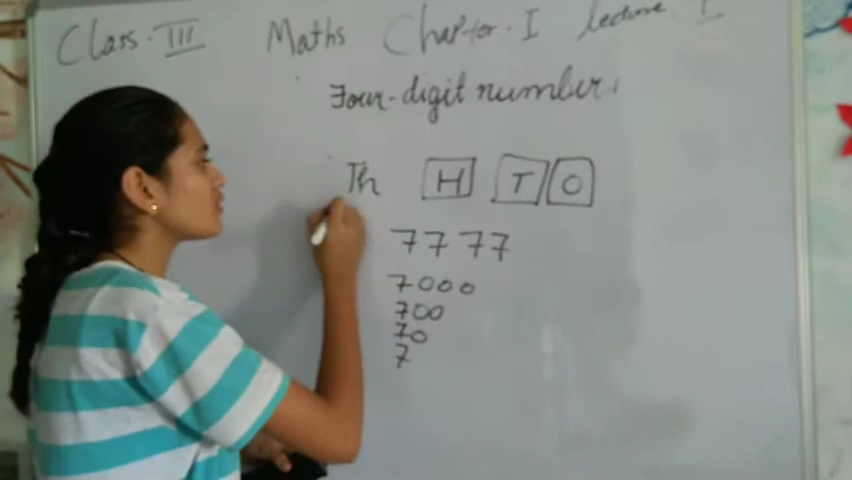 Class-III Maths Chapter-I lecture. I
Four-digit number
Th H T O
7777
7000
700
70
7